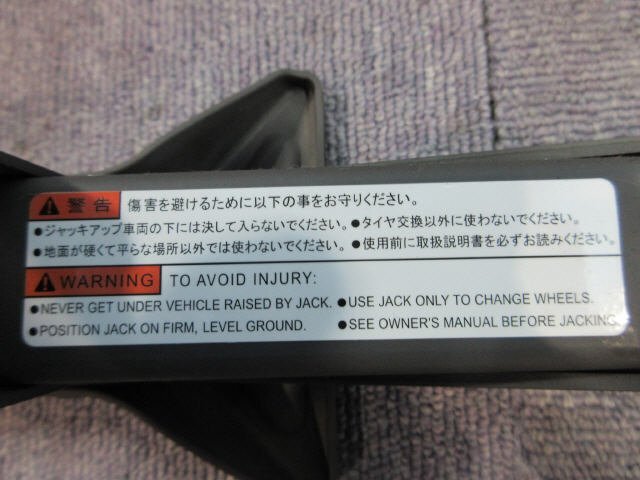 警告 傷害を避けるために以下の事をお守りください。
●ジャッキアップ車両の下には決して入らないでください。 ●タイヤ交換以外に使わないでください。
●地面が硬くて平らな場所以外では使わないでください。 ●使用前に取扱説明書を必ずお読みください。
WARNING TO AVOID INJURY:
●NEVER GET UNDER VEHICLE RAISED BY JACK. ●USE JACK ONLY TO CHANGE WHEELS.
●POSITION JACK ON FIRM, LEVEL GROUND. ●SEE OWNER'S MANUAL BEFORE JACKING